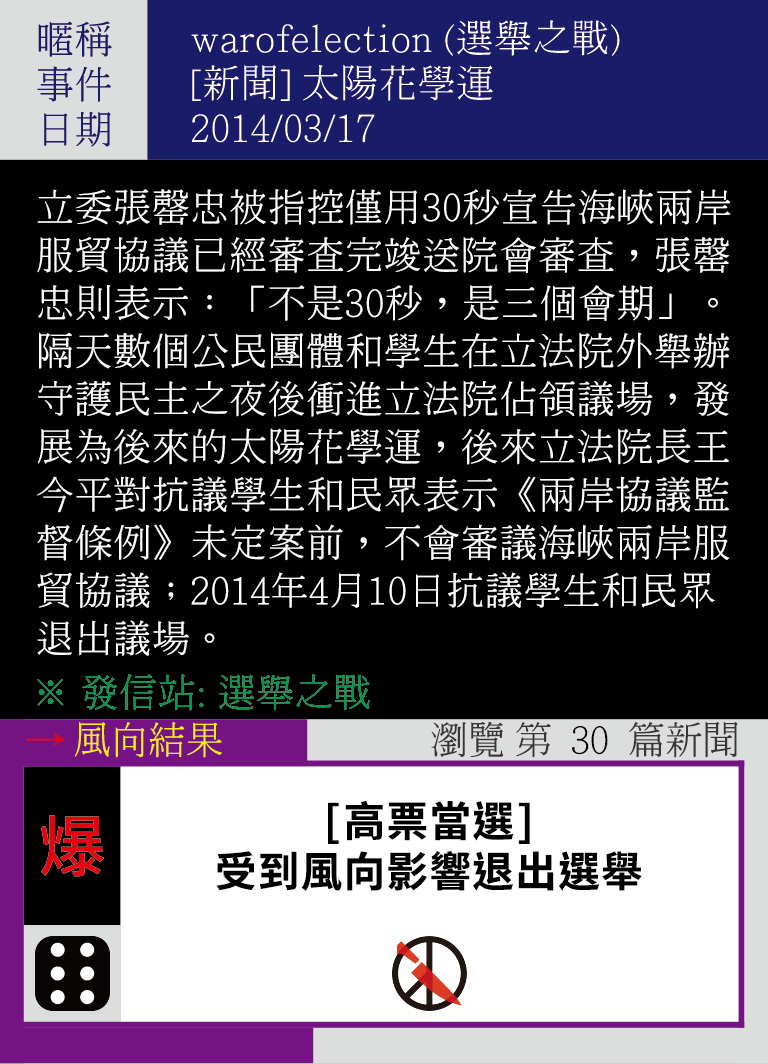 暱稱 warofelection (選舉之戰)
事件 [新聞] 太陽花學運
日期 2014/03/17
立委張罄忠被指控僅用30秒宣告海峽兩岸
服貿協議已經審查完竣送院會審查，張罄
忠則表示：「不是30秒，是三個會期」。
隔天數個公民團體和學生在立法院外舉辦
守護民主之夜後衝進立法院佔領議場，發
展為後來的太陽花學運，後來立法院長王
今平對抗議學生和民眾表示《兩岸協議監
督條例》未定案前，不會審議海峽兩岸服
貿協議；2014年4月10日抗議學生和民眾
退出議場。
※ 發信站: 選舉之戰
→ 風向結果 瀏覽 第 30 篇新聞
爆
[高票當選]
受到風向影響退出選舉